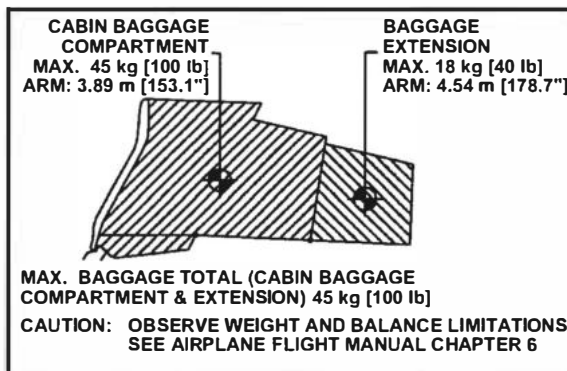 CABIN BAGGAGE
COMPARTMENT
MAX. 45 kg [100 lb]
ARM: 3.89 m [153.1"]
BAGGAGE
EXTENSION
MAX. 18 kg [40 lb]
ARM: 4.54 m [178.7"]
MAX. BAGGAGE TOTAL (CABIN BAGGAGE
COMPARTMENT & EXTENSION) 45 kg [100 lb]
CAUTION: OBSERVE WEIGHT AND BALANCE LIMITATIONS
SEE AIRPLANE FLIGHT MANUAL CHAPTER 6